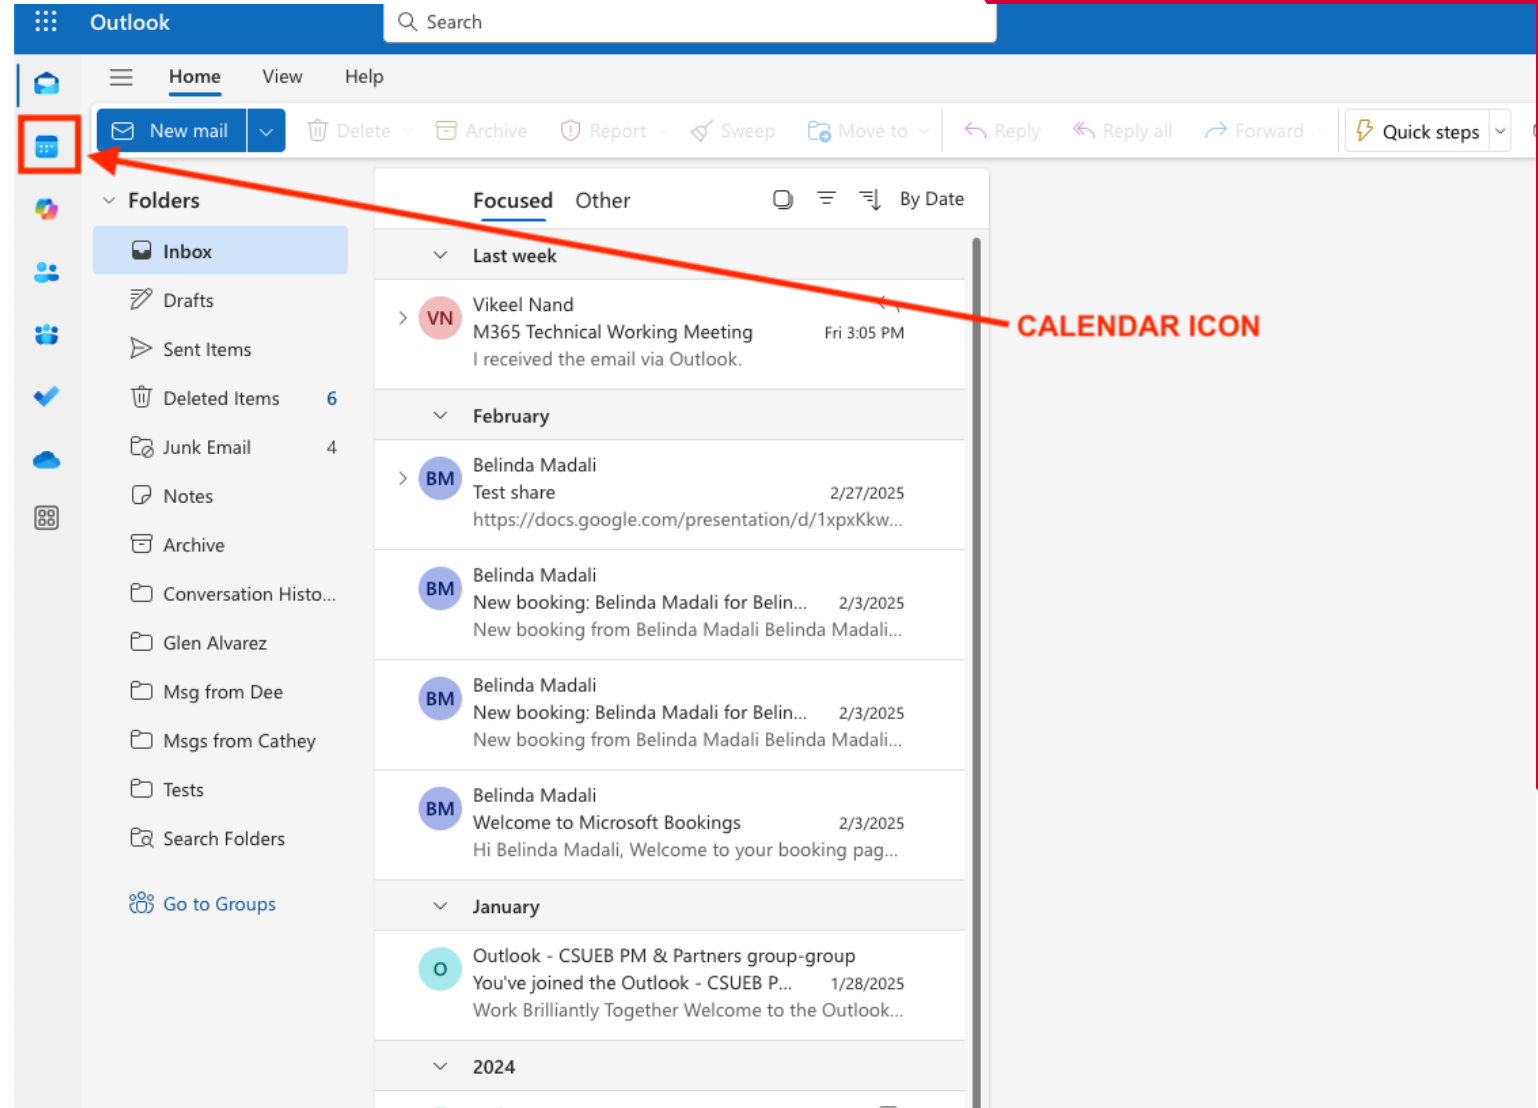 Outlook
Search
Home View Help
New mail Delete Archive Report Sweep Move to Reply Reply all Forward Quick steps
Folders
Inbox
Drafts
Sent Items
Deleted Items 6
Junk Email 4
Notes
Archive
Conversation Histo...
Glen Alvarez
Msg from Dee
Msgs from Cathey
Tests
Search Folders
Go to Groups
Focused Other By Date
Last week
VN
Vikeel Nand
M365 Technical Working Meeting Fri 3:05 PM
I received the email via Outlook.
February
BM
Belinda Madali
Test share 2/27/2025
https://docs.google.com/presentation/d/1xpxKkw...
BM
Belinda Madali
New booking: Belinda Madali for Belin... 2/3/2025
New booking from Belinda Madali Belinda Madali...
BM
Belinda Madali
New booking: Belinda Madali for Belin... 2/3/2025
New booking from Belinda Madali Belinda Madali...
BM
Belinda Madali
Welcome to Microsoft Bookings 2/3/2025
Hi Belinda Madali, Welcome to your booking pag...
January
O
Outlook - CSUEB PM & Partners group-group
You've joined the Outlook - CSUEB P... 1/28/2025
Work Brilliantly Together Welcome to the Outlook...
2024
CALENDAR ICON